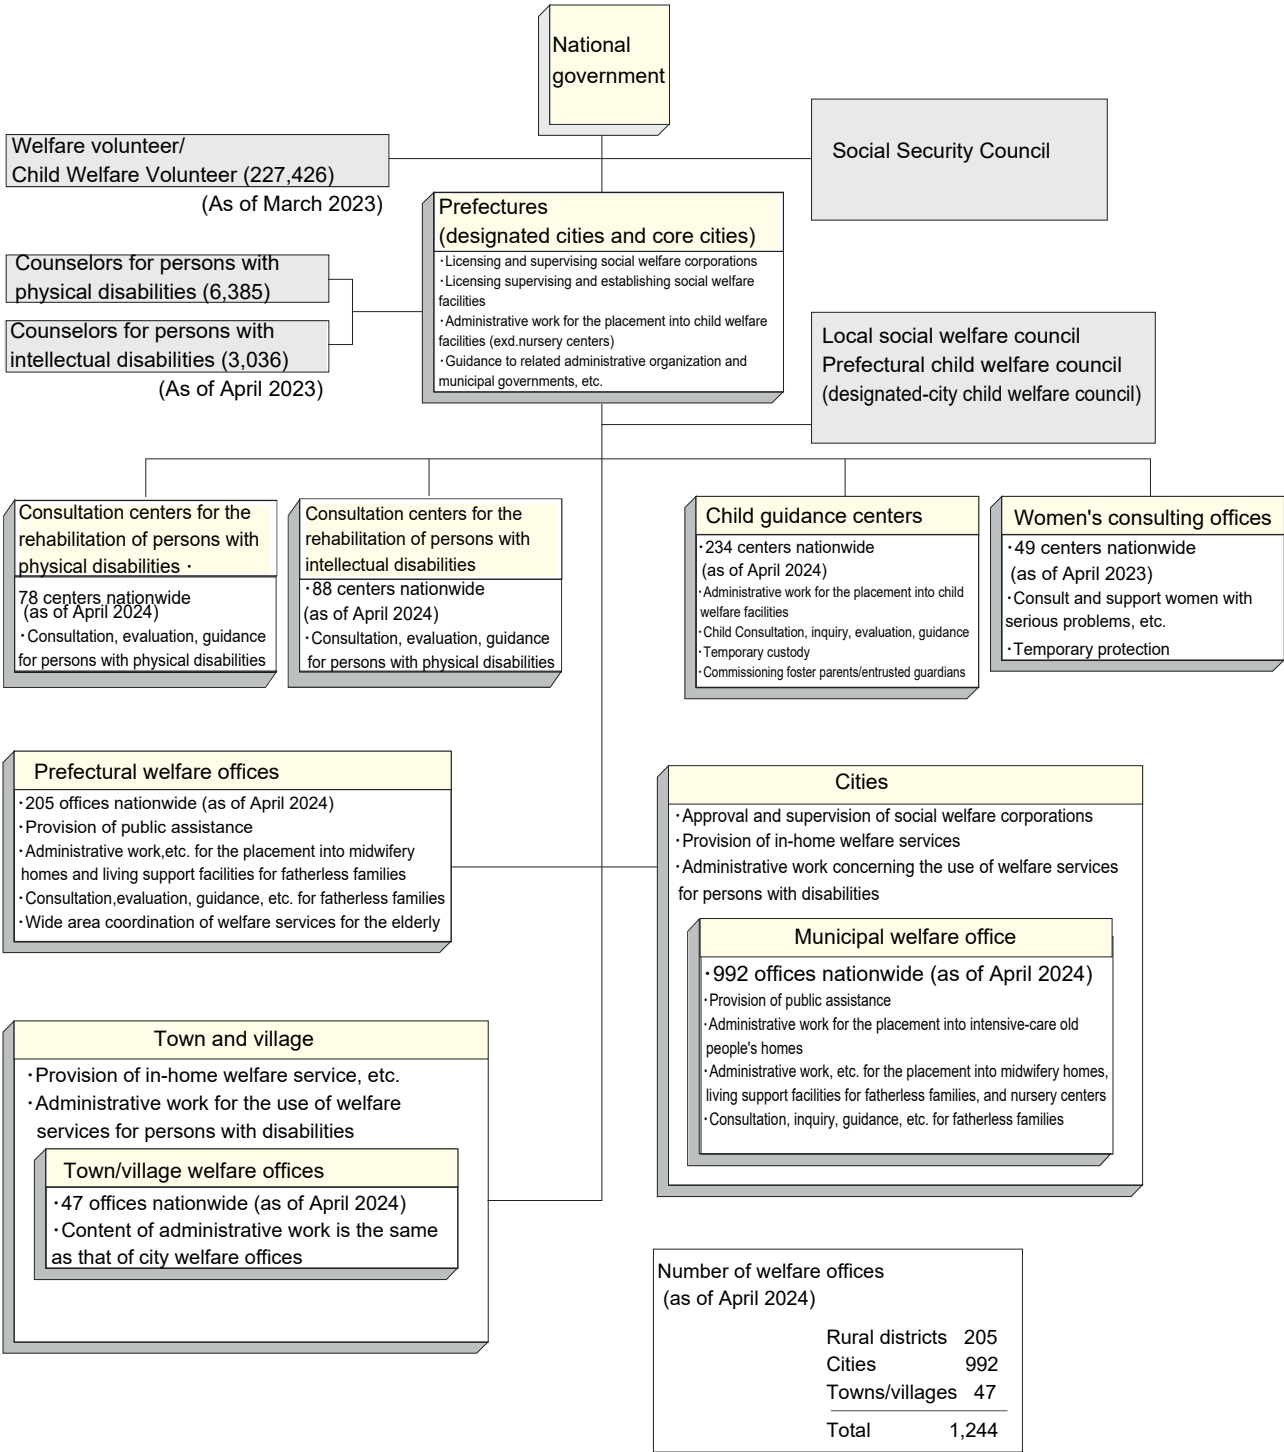 National
government
Welfare volunteer/
Child Welfare Volunteer (227,426)
(As of March 2023)
Social Security Council
Prefectures
(designated cities and core cities)
・Licensing and supervising social welfare corporations
・Licensing supervising and establishing social welfare
facilities
・Administrative work for the placement into child welfare
facilities (exd.nursery centers)
・Guidance to related administrative organization and
municipal governments, etc.
Counselors for persons with
physical disabilities (6,385)
Counselors for persons with
intellectual disabilities (3,036)
(As of April 2023)
Local social welfare council
Prefectural child welfare council
(designated-city child welfare council)
Consultation centers for the
rehabilitation of persons with
physical disabilities ・
78 centers nationwide
(as of April 2024)
・Consultation, evaluation, guidance
for persons with physical disabilities
Consultation centers for the
rehabilitation of persons with
intellectual disabilities
・88 centers nationwide
(as of April 2024)
・Consultation, evaluation, guidance
for persons with physical disabilities
Child guidance centers
・234 centers nationwide
(as of April 2024)
・Administrative work for the placement into child
welfare facilities
・Child Consultation, inquiry, evaluation, guidance
・Temporary custody
・Commissioning foster parents/entrusted guardians
Women's consulting offices
・49 centers nationwide
(as of April 2023)
・Consult and support women with
serious problems, etc.
・Temporary protection
Prefectural welfare offices
・205 offices nationwide (as of April 2024)
・Provision of public assistance
・Administrative work,etc. for the placement into midwifery
homes and living support facilities for fatherless families
・Consultation,evaluation, guidance, etc. for fatherless families
・Wide area coordination of welfare services for the elderly
Cities
・Approval and supervision of social welfare corporations
・Provision of in-home welfare services
・Administrative work concerning the use of welfare services
for persons with disabilities
Municipal welfare office
・992 offices nationwide (as of April 2024)
・Provision of public assistance
・Administrative work for the placement into intensive-care old
people's homes
・Administrative work, etc. for the placement into midwifery homes,
living support facilities for fatherless families, and nursery centers
・Consultation, inquiry, guidance, etc. for fatherless families
Town and village
・Provision of in-home welfare service, etc.
・Administrative work for the use of welfare
services for persons with disabilities
Town/village welfare offices
・47 offices nationwide (as of April 2024)
・Content of administrative work is the same
as that of city welfare offices
Number of welfare offices
(as of April 2024)
Rural districts 205
Cities 992
Towns/villages 47
Total 1,244